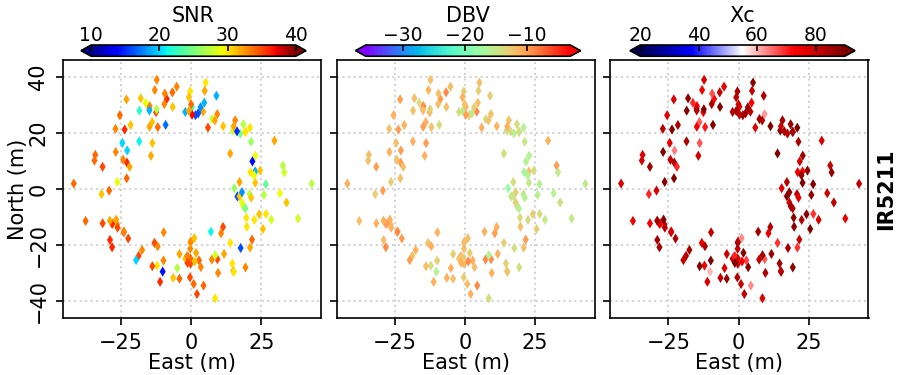 SNR DBV Xc
10 20 30 40 −30 −20 −10 20 40 60 80
40
20
0
−20
−40
North (m)
−25 0 25 −25 0 25 −25 0 25
East (m) East (m) East (m)
IR5211